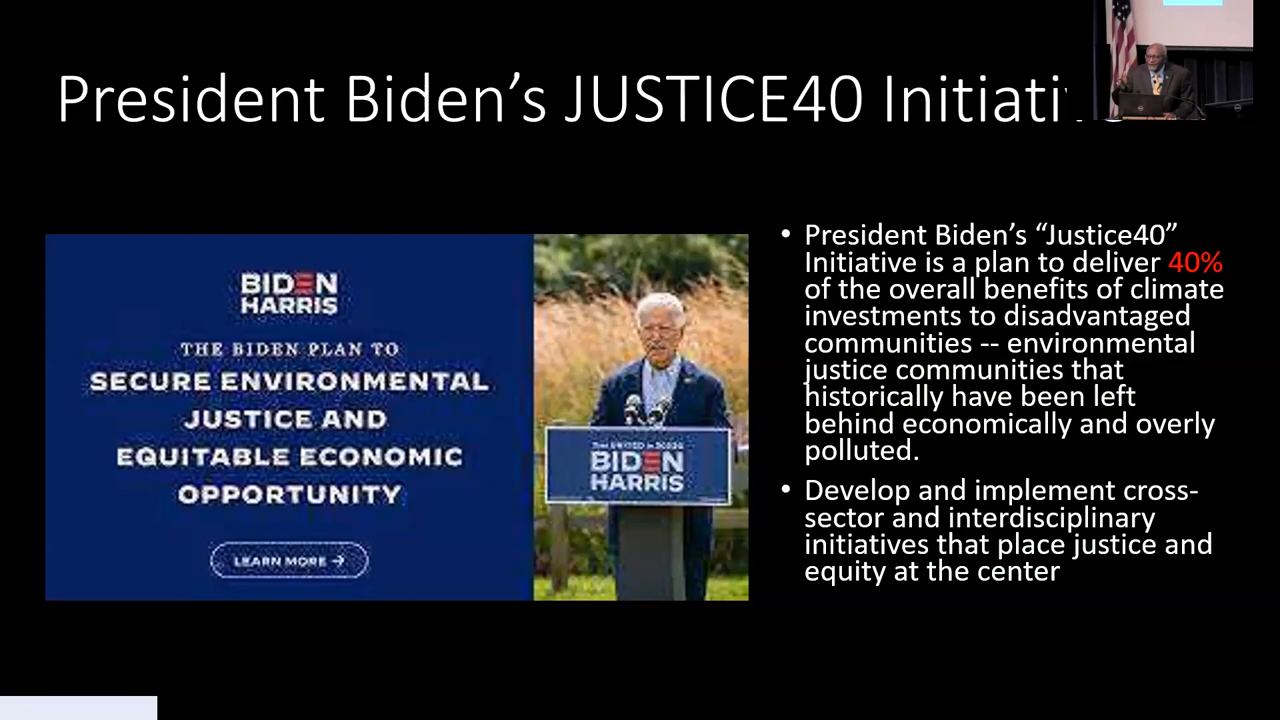 President Biden’s JUSTICE40 Initiative
BIDEN
HARRIS
THE BIDEN PLAN TO
SECURE ENVIRONMENTAL
JUSTICE AND
EQUITABLE ECONOMIC
OPPORTUNITY
LEARN MORE →
BIDEN
HARRIS
• President Biden’s “Justice40”
Initiative is a plan to deliver 40%
of the overall benefits of climate
investments to disadvantaged
communities -- environmental
justice communities that
historically have been left
behind economically and overly
polluted.
• Develop and implement cross-
sector and interdisciplinary
initiatives that place justice and
equity at the center